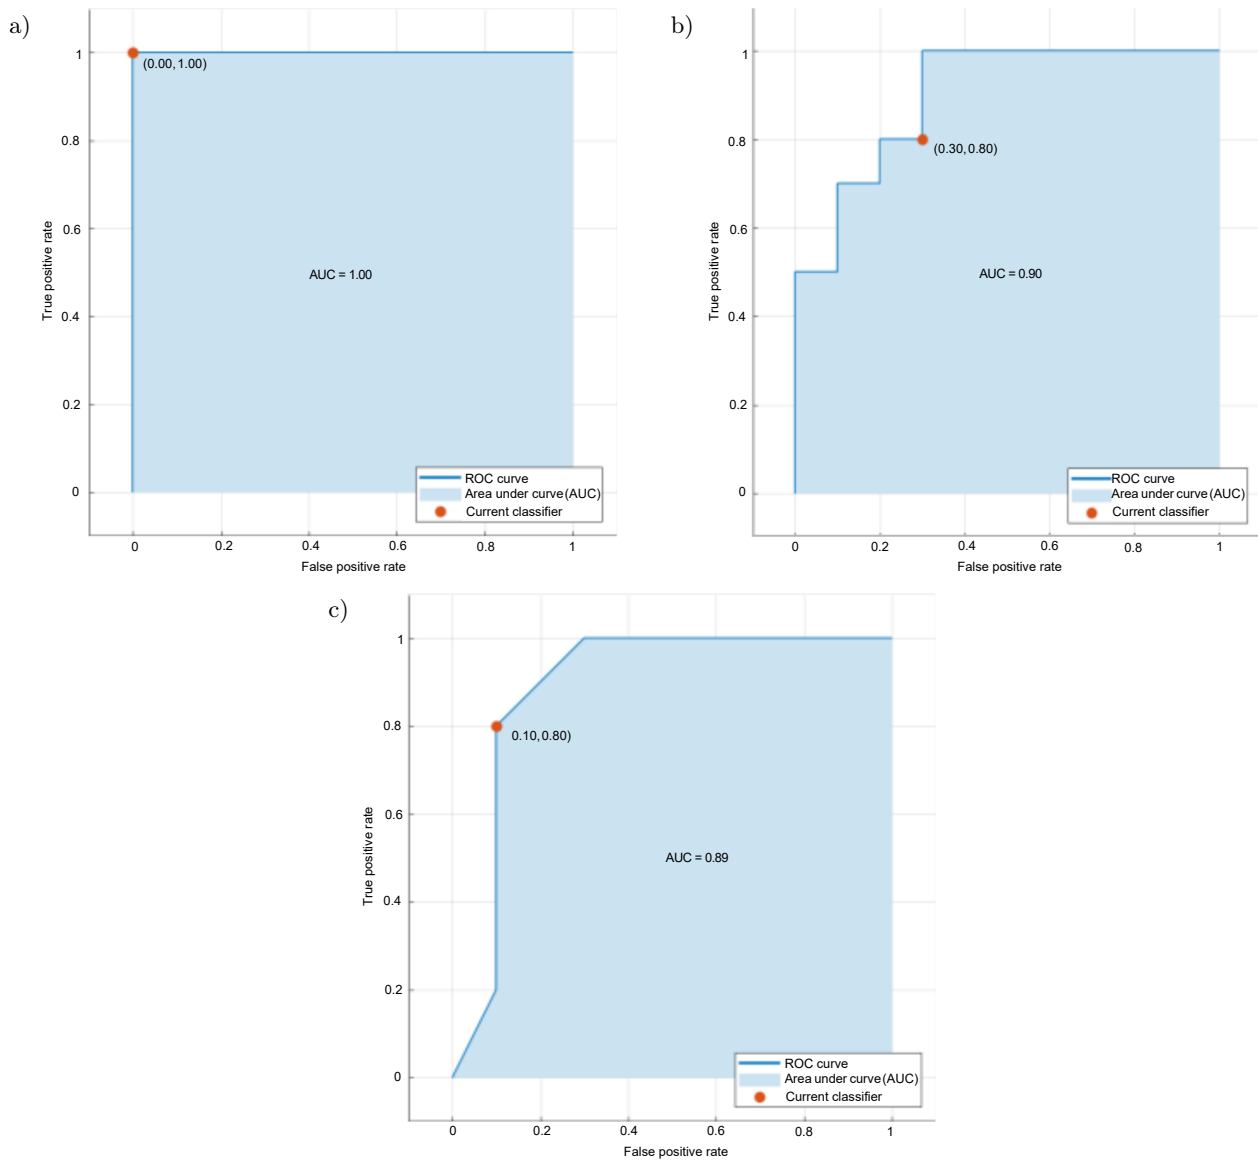 a)
1
0.8
0.6
0.4
0.2
0
True positive rate
(0.00, 1.00)
AUC = 1.00
ROC curve
Area under curve (AUC)
Current classifier
0 0.2 0.4 0.6 0.8 1
False positive rate
b)
1
0.8
0.6
0.4
0.2
0
True positive rate
(0.30, 0.80)
AUC = 0.90
ROC curve
Area under curve (AUC)
Current classifier
0 0.2 0.4 0.6 0.8 1
False positive rate
c)
1
0.8
0.6
0.4
0.2
0
True positive rate
0.10, 0.80)
AUC = 0.89
ROC curve
Area under curve (AUC)
Current classifier
0 0.2 0.4 0.6 0.8 1
False positive rate